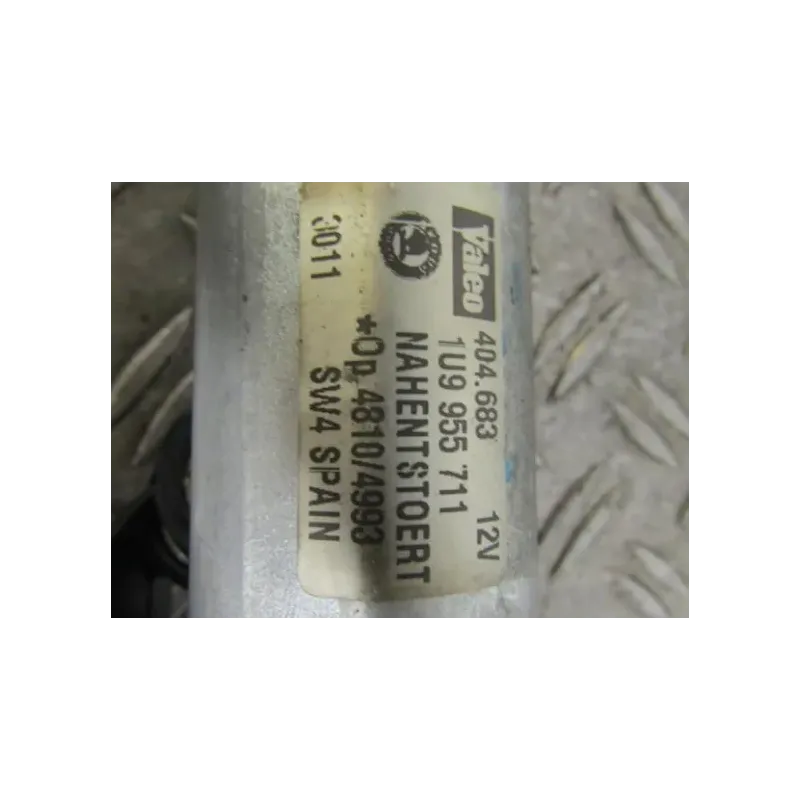 Valeo 404.683 12V
1U9 955 711
NAHENTSTOERT
*Op.4810/4993
3011 SW4 SPAIN